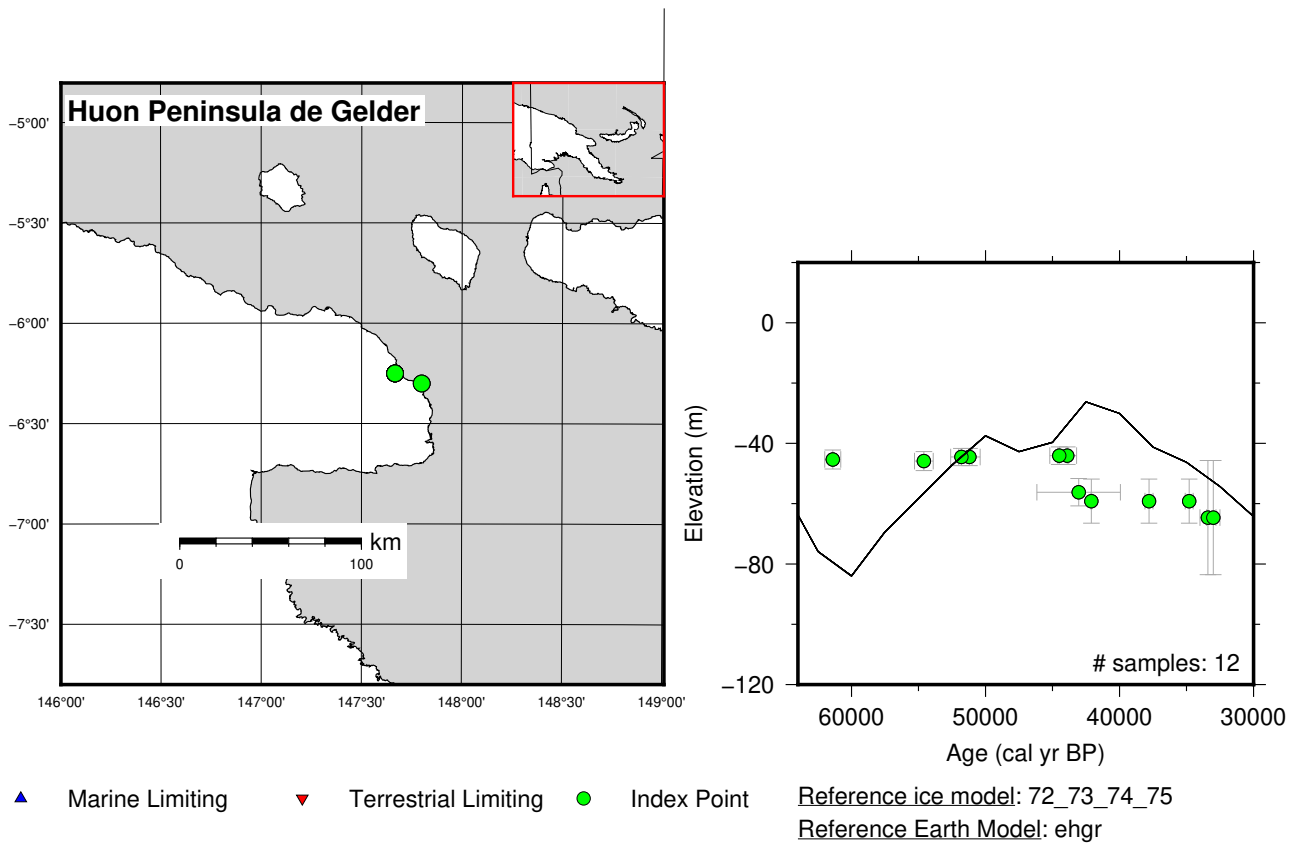 Huon Peninsula de Gelder
−5°00'
−5°30'
−6°00'
−6°30'
−7°00'
−7°30'
km
0 100
146°00' 146°30' 147°00' 147°30' 148°00' 148°30' 149°00'
Elevation (m)
0
−40
−80
−120
# samples: 12
60000 50000 40000 30000
Age (cal yr BP)
Marine Limiting Terrestrial Limiting Index Point
Reference ice model: 72_73_74_75
Reference Earth Model: ehgr